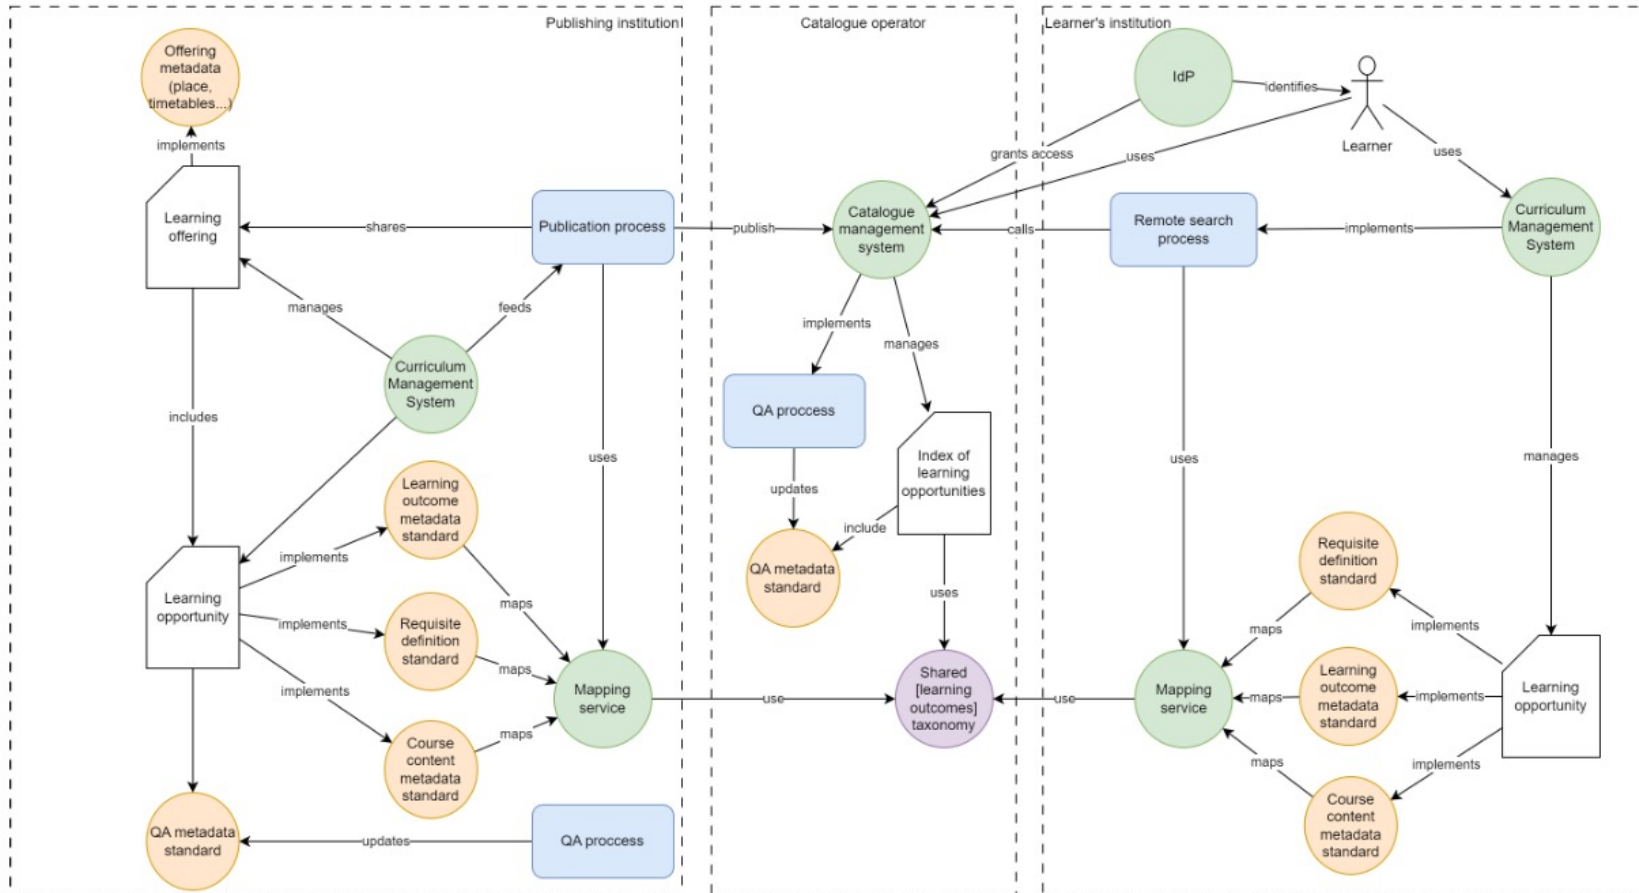 Publishing institution
Catalogue operator
Learner's institution
Offering
metadata
(place,
timetables...)
implements
Learning
offering
shares
Publication process
publish
manages
feeds
Curriculum
Management
System
includes
uses
Learning
outcome
metadata
standard
implements
maps
Learning
opportunity
implements
Requisite
definition
standard
maps
implements
Course
content
metadata
standard
maps
Mapping
service
use
QA metadata
standard
updates
QA proccess
Catalogue
management
system
implements
manages
QA proccess
updates
Index of
learning
opportunities
include
QA metadata
standard
uses
Shared
[learning
outcomes]
taxonomy
IdP
identifies
Learner
grants access
uses
uses
calls
Remote search
process
implements
Curriculum
Management
System
uses
manages
Requisite
definition
standard
maps
implements
Learning
outcome
metadata
standard
maps
implements
Learning
opportunity
use
Mapping
service
maps
implements
Course
content
metadata
standard